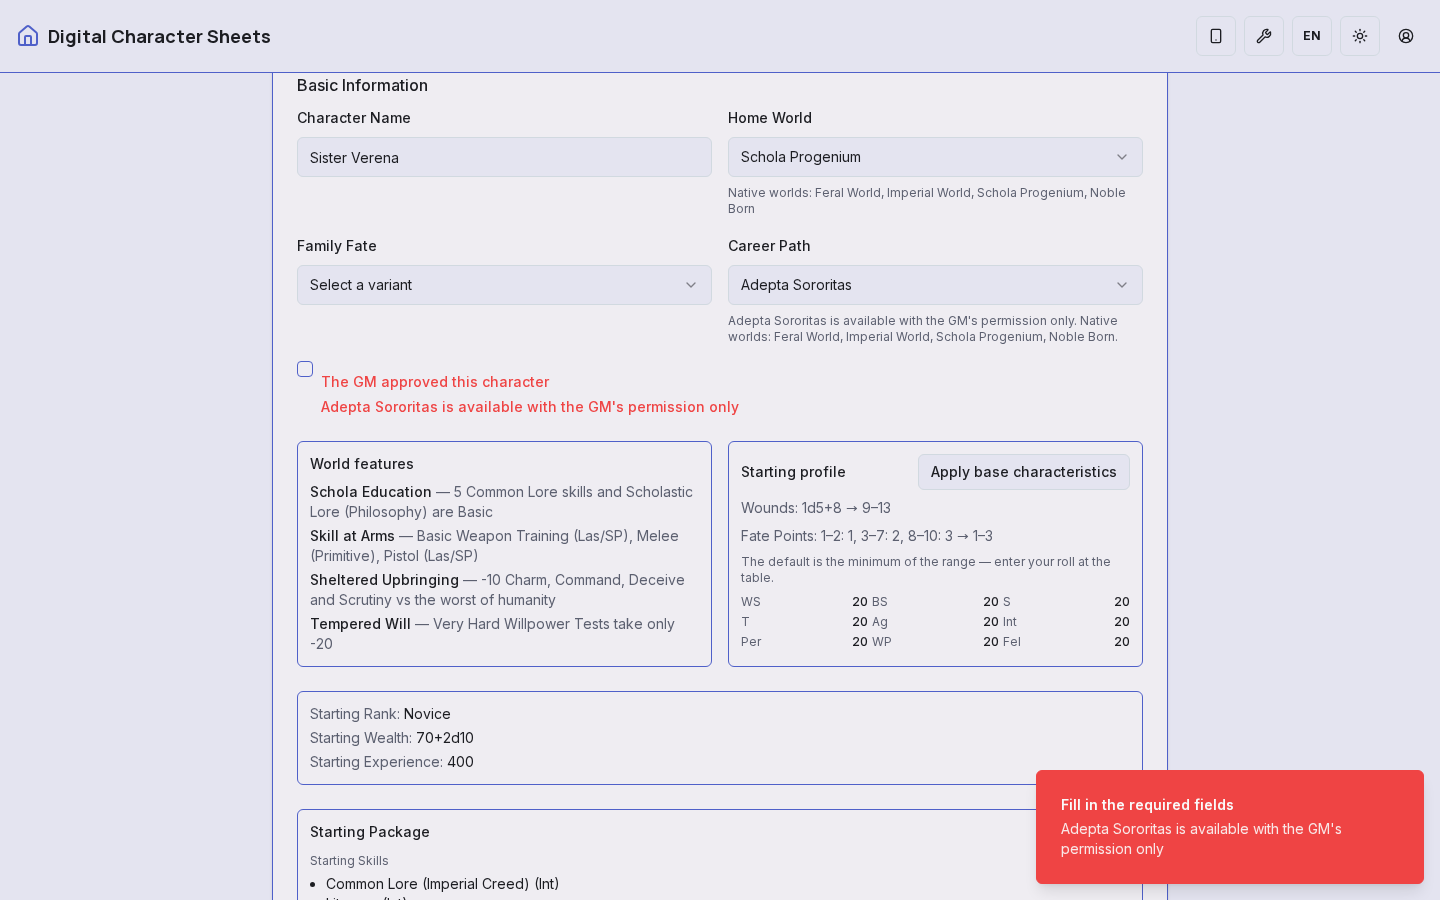 Digital Character Sheets
EN
Basic Information
Character Name
Home World
Sister Verena
Schola Progenium
Native worlds: Feral World, Imperial World, Schola Progenium, Noble
Born
Family Fate
Career Path
Select a variant
Adepta Sororitas
Adepta Sororitas is available with the GM's permission only. Native
worlds: Feral World, Imperial World, Schola Progenium, Noble Born.
The GM approved this character
Adepta Sororitas is available with the GM's permission only
World features
Schola Education — 5 Common Lore skills and Scholastic
Lore (Philosophy) are Basic
Skill at Arms — Basic Weapon Training (Las/SP), Melee
(Primitive), Pistol (Las/SP)
Sheltered Upbringing — -10 Charm, Command, Deceive
and Scrutiny vs the worst of humanity
Tempered Will — Very Hard Willpower Tests take only
-20
Starting profile
Apply base characteristics
Wounds: 1d5+8 → 9–13
Fate Points: 1–2: 1, 3–7: 2, 8–10: 3 → 1–3
The default is the minimum of the range — enter your roll at the
table.
WS 20 BS 20 S 20
T 20 Ag 20 Int 20
Per 20 WP 20 Fel 20
Starting Rank: Novice
Starting Wealth: 70+2d10
Starting Experience: 400
Starting Package
Starting Skills
• Common Lore (Imperial Creed) (Int)
Fill in the required fields
Adepta Sororitas is available with the GM's
permission only